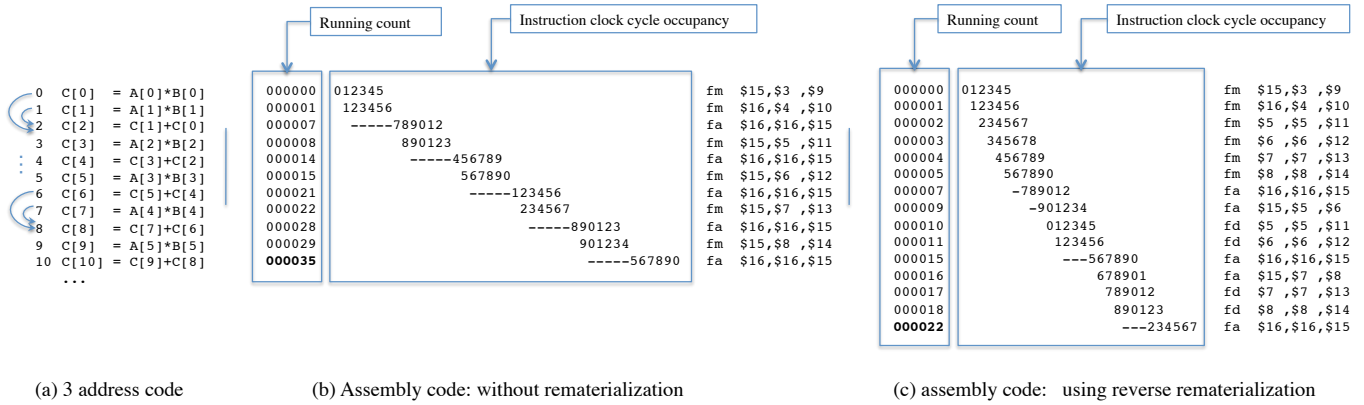 Running count
Instruction clock cycle occupancy
Running count
Instruction clock cycle occupancy
0 C[0] = A[0]*B[0]
1 C[1] = A[1]*B[1]
2 C[2] = C[1]+C[0]
3 C[3] = A[2]*B[2]
4 C[4] = C[3]+C[2]
5 C[5] = A[3]*B[3]
6 C[6] = C[5]+C[4]
7 C[7] = A[4]*B[4]
8 C[8] = C[7]+C[6]
9 C[9] = A[5]*B[5]
10 C[10] = C[9]+C[8]
...
000000 012345 fm $15,$3 ,$9
000001 123456 fm $16,$4 ,$10
000007 -----789012 fa $16,$16,$15
000008 890123 fm $15,$5 ,$11
000014 -----456789 fa $16,$16,$15
000015 567890 fm $15,$6 ,$12
000021 -----123456 fa $16,$16,$15
000022 234567 fm $15,$7 ,$13
000028 -----890123 fa $16,$16,$15
000029 901234 fm $15,$8 ,$14
000035 -----567890 fa $16,$16,$15
000000 012345 fm $15,$3 ,$9
000001 123456 fm $16,$4 ,$10
000002 234567 fm $5 ,$5 ,$11
000003 345678 fm $6 ,$6 ,$12
000004 456789 fm $7 ,$7 ,$13
000005 567890 fm $8 ,$8 ,$14
000007 -789012 fa $16,$16,$15
000009 -901234 fa $15,$5 ,$6
000010 012345 fd $5 ,$5 ,$11
000011 123456 fd $6 ,$6 ,$12
000015 ---567890 fa $16,$16,$15
000016 678901 fa $15,$7 ,$8
000017 789012 fd $7 ,$7 ,$13
000018 890123 fd $8 ,$8 ,$14
000022 ---234567 fa $16,$16,$15
(a) 3 address code
(b) Assembly code: without rematerialization
(c) assembly code: using reverse rematerialization